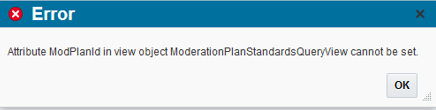 Error
Attribute ModPlanId in view object ModerationPlanStandardsQueryView cannot be set.
OK